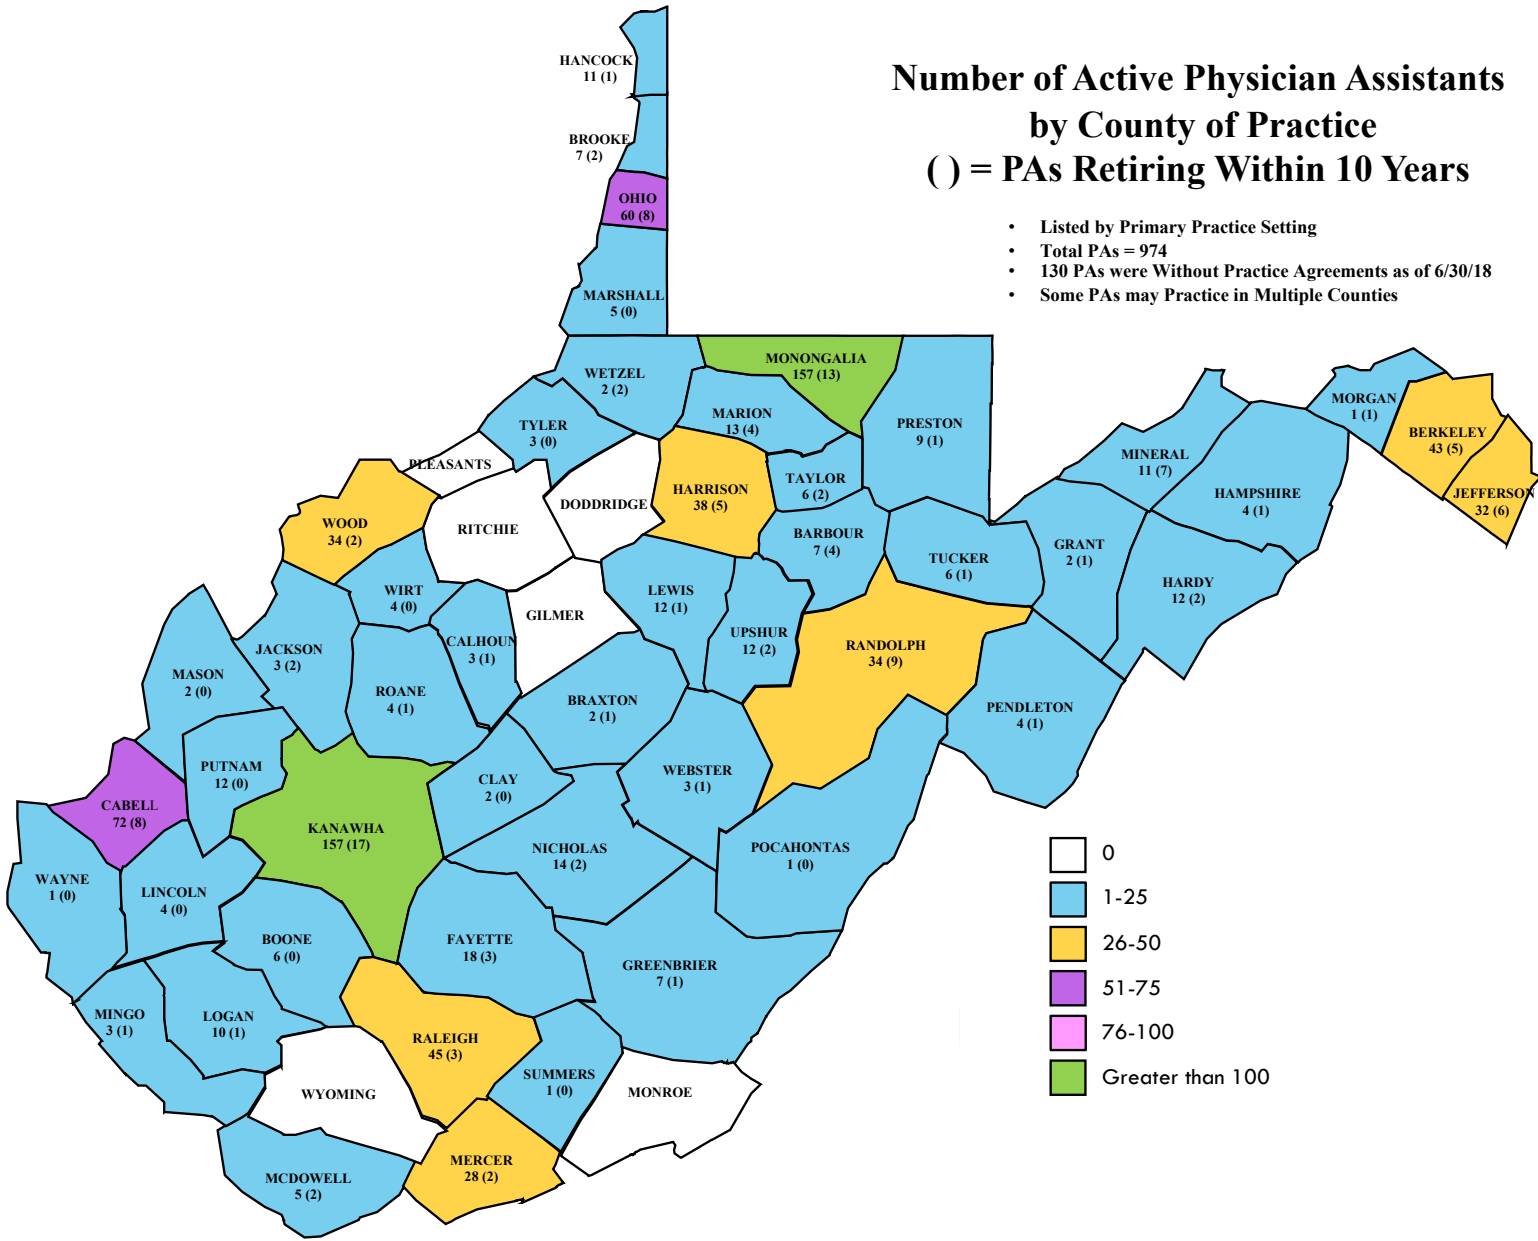 Number of Active Physician Assistants
by County of Practice
( ) = PAs Retiring Within 10 Years
• Listed by Primary Practice Setting
• Total PAs = 974
• 130 PAs were Without Practice Agreements as of 6/30/18
• Some PAs may Practice in Multiple Counties
HANCOCK
11 (1)
BROOKE
7 (2)
OHIO
60 (8)
MARSHALL
5 (0)
WETZEL
2 (2)
MONONGALIA
157 (13)
MARION
13 (4)
PRESTON
9 (1)
TYLER
3 (0)
PLEASANTS
DODDRIDGE
HARRISON
38 (5)
TAYLOR
6 (2)
MORGAN
1 (1)
BERKELEY
43 (5)
JEFFERSON
32 (6)
MINERAL
11 (7)
HAMPSHIRE
4 (1)
WOOD
34 (2)
RITCHIE
BARBOUR
7 (4)
TUCKER
6 (1)
GRANT
2 (1)
HARDY
12 (2)
WIRT
4 (0)
CALHOUN
3 (1)
GILMER
LEWIS
12 (1)
UPSHUR
12 (2)
RANDOLPH
34 (9)
PENDLETON
4 (1)
JACKSON
3 (2)
MASON
2 (0)
ROANE
4 (1)
BRAXTON
2 (1)
WEBSTER
3 (1)
PUTNAM
12 (0)
CLAY
2 (0)
CABELL
72 (8)
KANAWHA
157 (17)
NICHOLAS
14 (2)
POCAHONTAS
1 (0)
WAYNE
1 (0)
LINCOLN
4 (0)
BOONE
6 (0)
FAYETTE
18 (3)
GREENBRIER
7 (1)
MINGO
3 (1)
LOGAN
10 (1)
RALEIGH
45 (3)
SUMMERS
1 (0)
MONROE
WYOMING
MCDOWELL
5 (2)
MERCER
28 (2)
0
1-25
26-50
51-75
76-100
Greater than 100